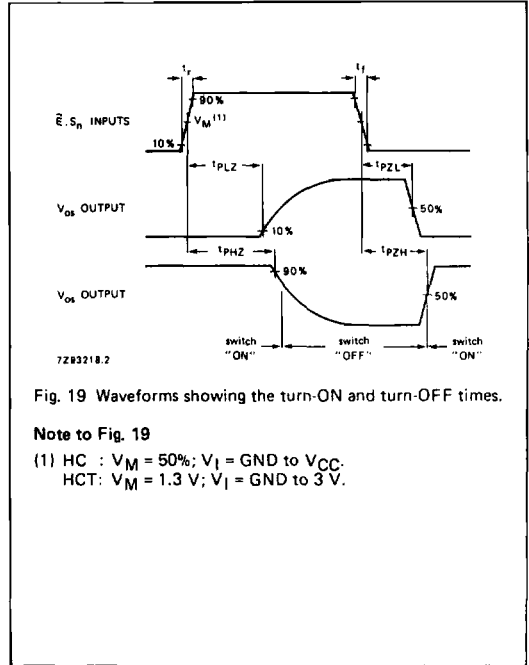 tr
tf
90%
Ē.Sn INPUTS
VM(1)
10%
tPLZ
tPZL
Vos OUTPUT
50%
10%
tPHZ
tPZH
90%
Vos OUTPUT
50%
switch "ON"
switch "OFF"
switch "ON"
7Z83218.2
Fig. 19 Waveforms showing the turn-ON and turn-OFF times.
Note to Fig. 19
(1) HC : VM = 50%; VI = GND to VCC.
HCT: VM = 1.3 V; VI = GND to 3 V.